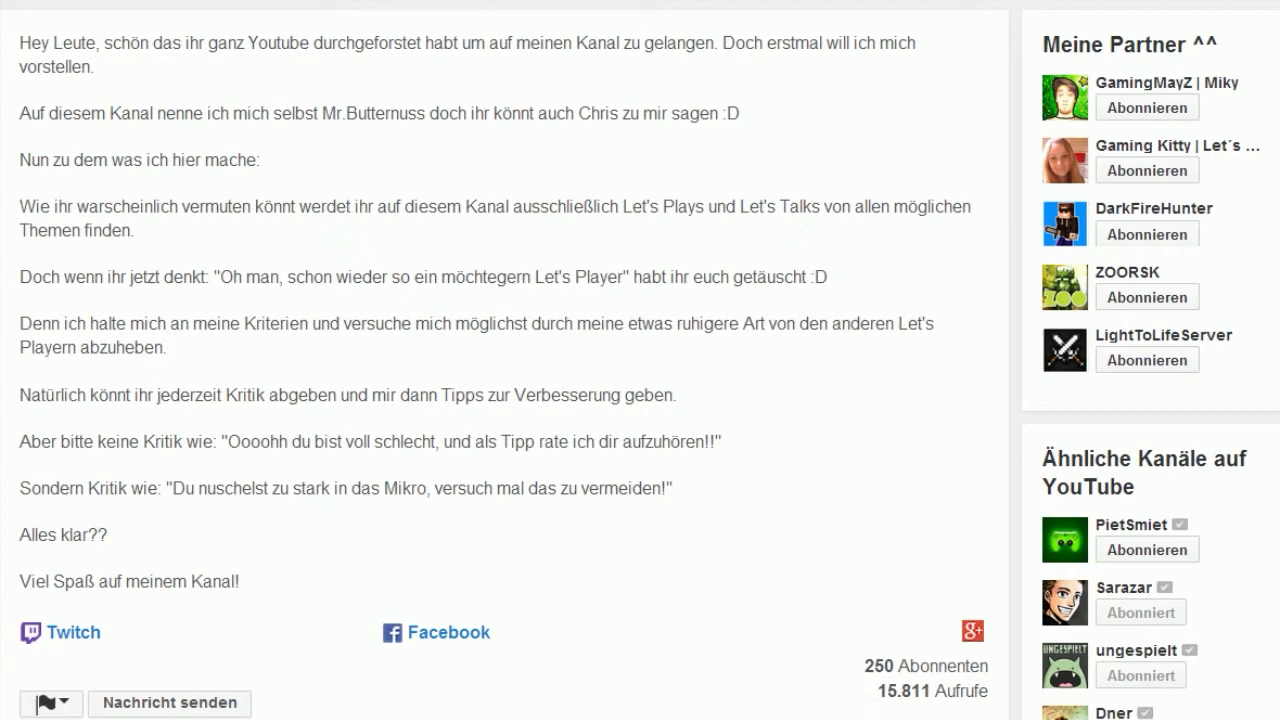 Hey Leute, schön das ihr ganz Youtube durchgeforstet habt um auf meinen Kanal zu gelangen. Doch erstmal will ich mich
vorstellen.
Auf diesem Kanal nenne ich mich selbst Mr.Butternuss doch ihr könnt auch Chris zu mir sagen :D
Nun zu dem was ich hier mache:
Wie ihr warscheinlich vermuten könnt werdet ihr auf diesem Kanal ausschließlich Let's Plays und Let's Talks von allen möglichen
Themen finden.
Doch wenn ihr jetzt denkt: "Oh man, schon wieder so ein möchtegern Let's Player" habt ihr euch getäuscht :D
Denn ich halte mich an meine Kriterien und versuche mich möglichst durch meine etwas ruhigere Art von den anderen Let's
Playern abzuheben.
Natürlich könnt ihr jederzeit Kritik abgeben und mir dann Tipps zur Verbesserung geben.
Aber bitte keine Kritik wie: "Ooooh du bist voll schlecht, und als Tipp rate ich dir aufzuhören!!"
Sondern Kritik wie: "Du nuschelst zu stark in das Mikro, versuch mal das zu vermeiden!"
Alles klar??
Viel Spaß auf meinem Kanal!
Twitch
Facebook
g+
250 Abonnenten
15.811 Aufrufe
Nachricht senden
Meine Partner ^^
GamingMayZ | Miky
Abonnieren
Gaming Kitty | Let´s ...
Abonnieren
DarkFireHunter
Abonnieren
ZOO
ZOORSK
Abonnieren
LightToLifeServer
Abonnieren
Ähnliche Kanäle auf
YouTube
PietSmiet
Abonnieren
Sarazar
Abonniert
UNGESPIELT
ungespielt
Abonniert
Dner